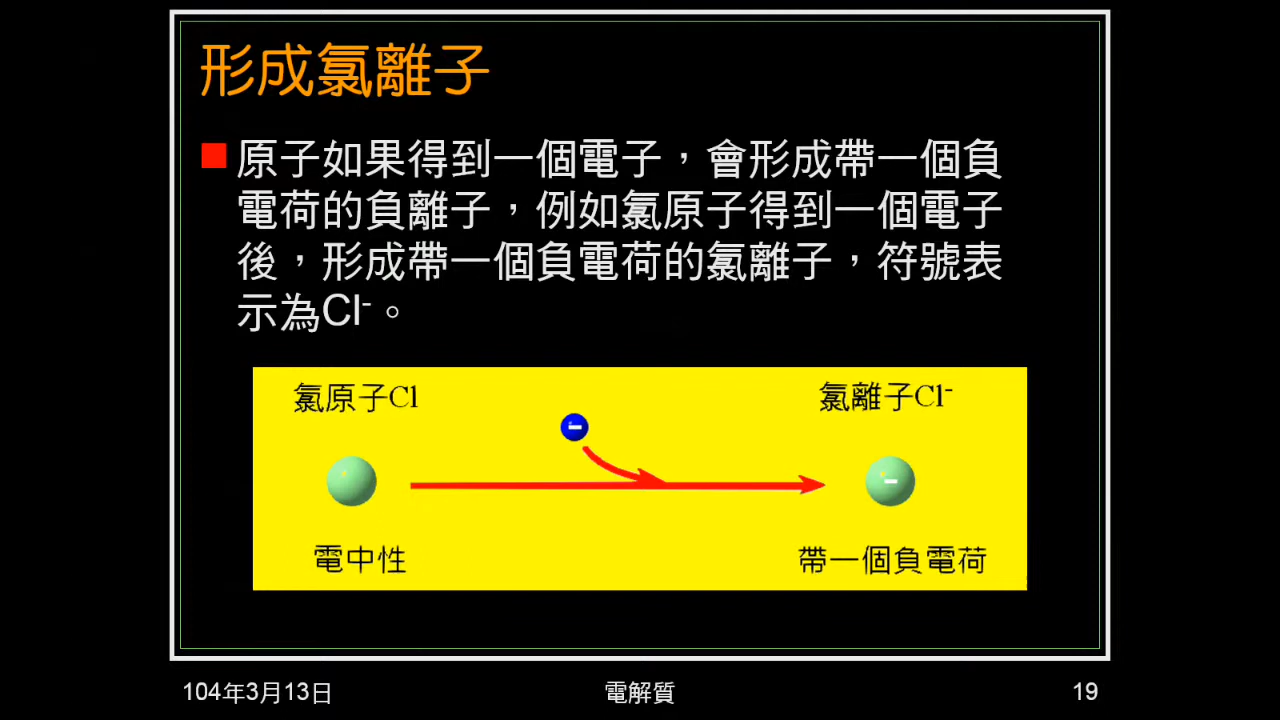 形成氯離子
原子如果得到一個電子，會形成帶一個負
電荷的負離子，例如氯原子得到一個電子
後，形成帶一個負電荷的氯離子，符號表
示為Cl⁻。
氯原子Cl
氯離子Cl⁻
-
-
電中性
帶一個負電荷
104年3月13日
電解質
19